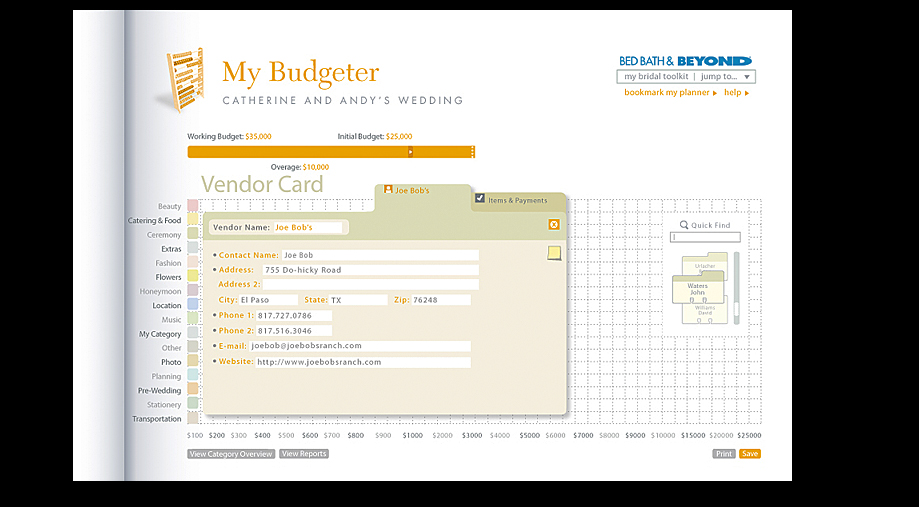 My Budgeter
CATHERINE AND ANDY'S WEDDING
BED BATH & BEYOND
my bridal toolkit | jump to...
bookmark my planner help
Working Budget: $35,000 Initial Budget: $25,000
Overage: $10,000
Vendor Card
Joe Bob's
Items & Payments
Vendor Name: Joe Bob's
Contact Name: Joe Bob
Address: 755 Do-hicky Road
Address 2:
City: El Paso State: TX Zip: 76248
Phone 1: 817.727.0786
Phone 2: 817.516.3046
E-mail: joebob@joebobsranch.com
Website: http://www.joebobsranch.com
Beauty
Catering & Food
Ceremony
Extras
Fashion
Flowers
Honeymoon
Location
Music
My Category
Other
Photo
Planning
Pre-Wedding
Stationery
Transportation
Quick Find
Waters
John
Williams
David
$100 $200 $300 $400 $500 $600 $700 $800 $900 $1000 $2000 $3000 $4000 $5000 $6000 $7000 $8000 $9000 $10000 $15000 $20000 $25000
View Category Overview View Reports
Print Save